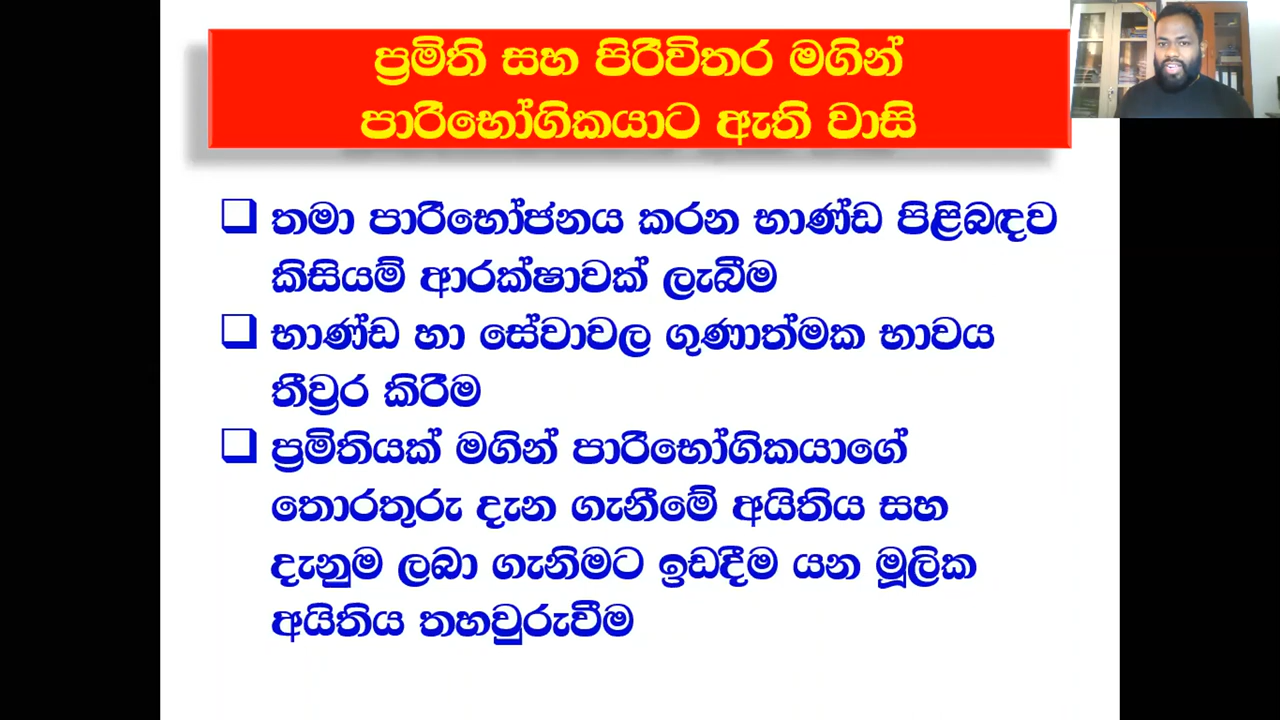 ප්‍රමිති සහ පිරිවිතර මගින්
පාරිභෝගිකයාට ඇති වාසි
තමා පාරිභෝජනය කරන භාණ්ඩ පිළිබඳව
කිසියම් ආරක්ෂාවක් ලැබීම
භාණ්ඩ හා සේවාවල ගුණාත්මක භාවය
තීව්‍රර කිරීම
ප්‍රමිතියක් මගින් පාරිභෝගිකයාගේ
තොරතුරු දැන ගැනීමේ අයිතිය සහ
දැනුම ලබා ගැනිමට ඉඩදීම යන මූලික
අයිතිය තහවුරුවීම